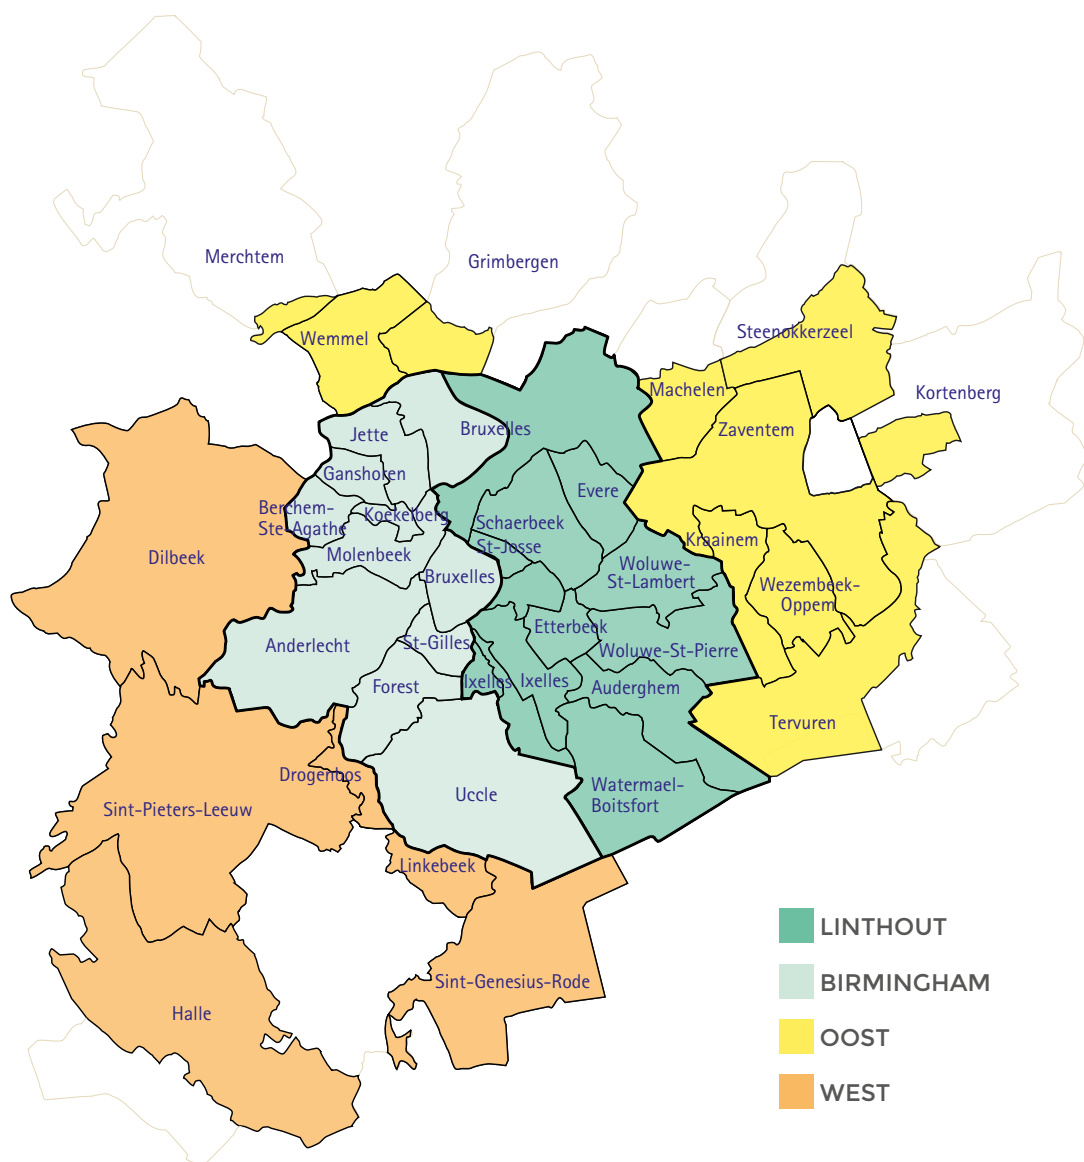 Merchtem
Grimbergen
Steenokkerzeel
Wemmel
Machelen
Kortenberg
Bruxelles
Zaventem
Jette
Ganshoren
Evere
Berchem-
Ste-Agathe
Koekelberg
Schaerbeek
St-Josse
Kraainem
Dilbeek
Molenbeek
Bruxelles
Woluwe-
St-Lambert
Wezembeek-
Oppem
Etterbeek
Anderlecht
St-Gilles
Woluwe-St-Pierre
Forest
Ixelles
Ixelles
Auderghem
Tervuren
Drogenbos
Sint-Pieters-Leeuw
Uccle
Watermael-
Boitsfort
Linkebeek
Sint-Genesius-Rode
Halle
LINTHOUT
BIRMINGHAM
OOST
WEST